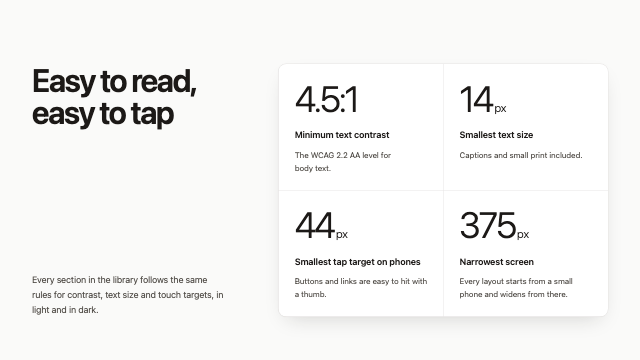 Easy to read,
easy to tap
Every section in the library follows the same
rules for contrast, text size and touch targets, in
light and in dark.
4.5:1
Minimum text contrast
The WCAG 2.2 AA level for
body text.
14px
Smallest text size
Captions and small print included.
44px
Smallest tap target on phones
Buttons and links are easy to hit with
a thumb.
375px
Narrowest screen
Every layout starts from a small
phone and widens from there.